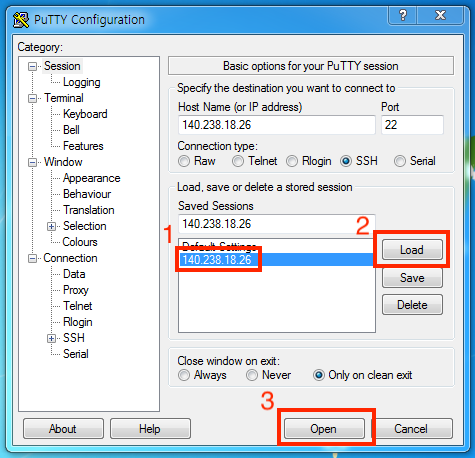 PuTTY Configuration
?
Category:
Session
Logging
Terminal
Keyboard
Bell
Features
Window
Appearance
Behaviour
Translation
Selection
Colours
Connection
Data
Proxy
Telnet
Rlogin
SSH
Serial
Basic options for your PuTTY session
Specify the destination you want to connect to
Host Name (or IP address) Port
140.238.18.26 22
Connection type:
Raw Telnet Rlogin SSH Serial
Load, save or delete a stored session
Saved Sessions
140.238.18.26
1 2
Default Settings Load
140.238.18.26
Save
Delete
Close window on exit:
Always Never Only on clean exit
3
About Help Open Cancel